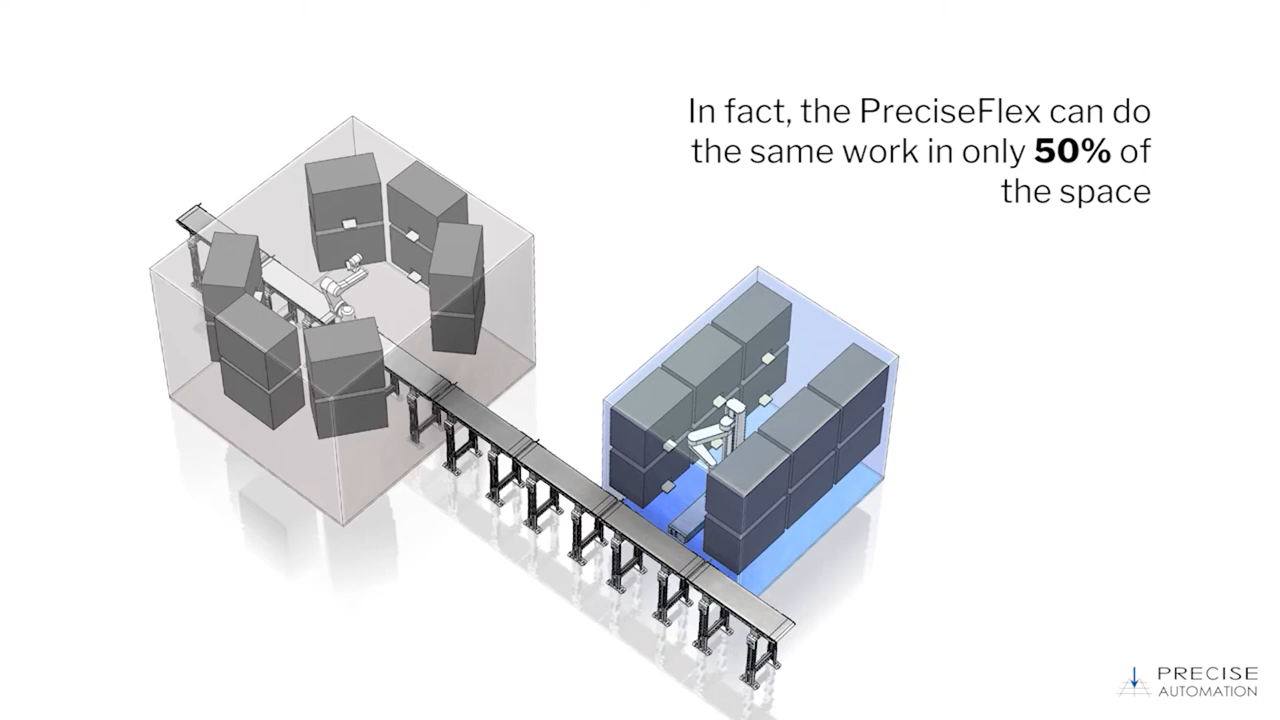 In fact, the PreciseFlex can do
the same work in only 50% of
the space
PRECISE
AUTOMATION